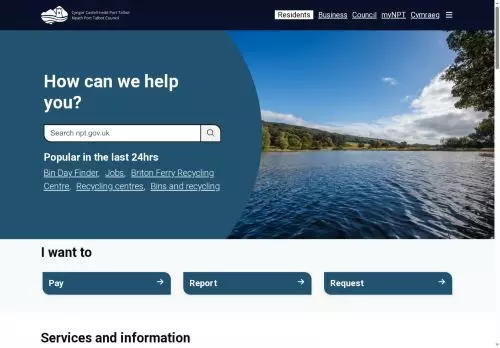 Cyngor Castell-nedd Port Talbot
Neath Port Talbot Council
Residents Business Council myNPT Cymraeg
How can we help
you?
Search npt.gov.uk
Popular in the last 24hrs
Bin Day Finder, Jobs, Briton Ferry Recycling
Centre, Recycling centres, Bins and recycling
I want to
Pay
Report
Request
Services and information